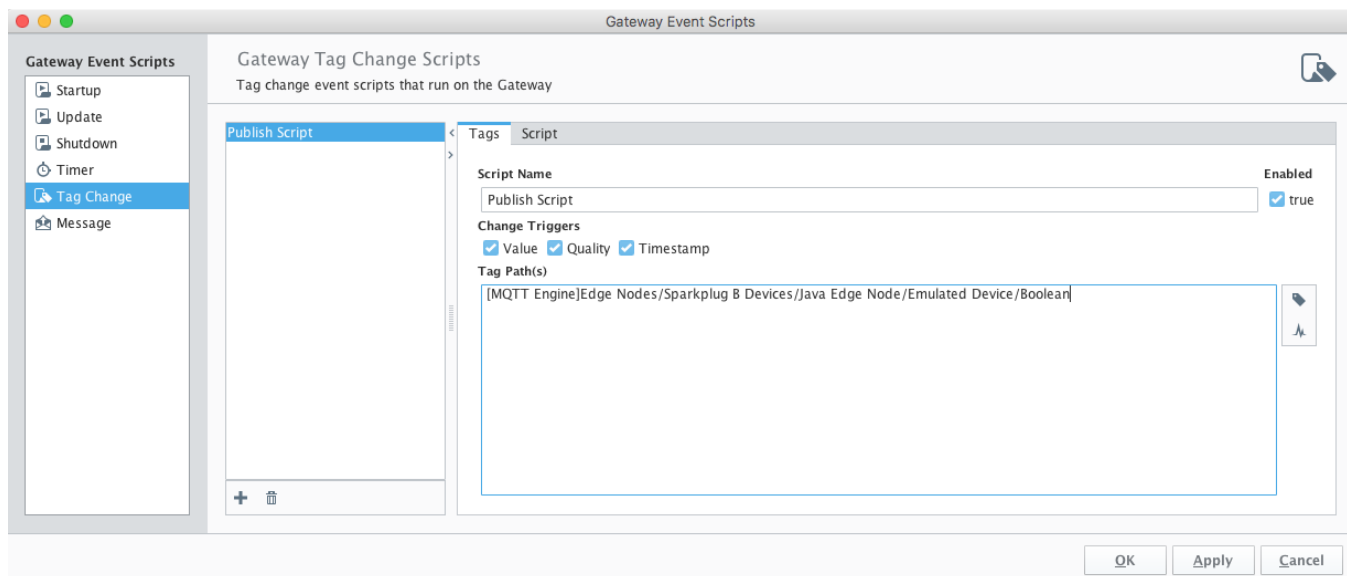 Gateway Event Scripts
Gateway Event Scripts
Startup
Update
Shutdown
Timer
Tag Change
Message
Gateway Tag Change Scripts
Tag change event scripts that run on the Gateway
Publish Script
Tags Script
Script Name Enabled
Publish Script true
Change Triggers
Value Quality Timestamp
Tag Path(s)
[MQTT Engine]Edge Nodes/Sparkplug B Devices/Java Edge Node/Emulated Device/Boolean
OK Apply Cancel